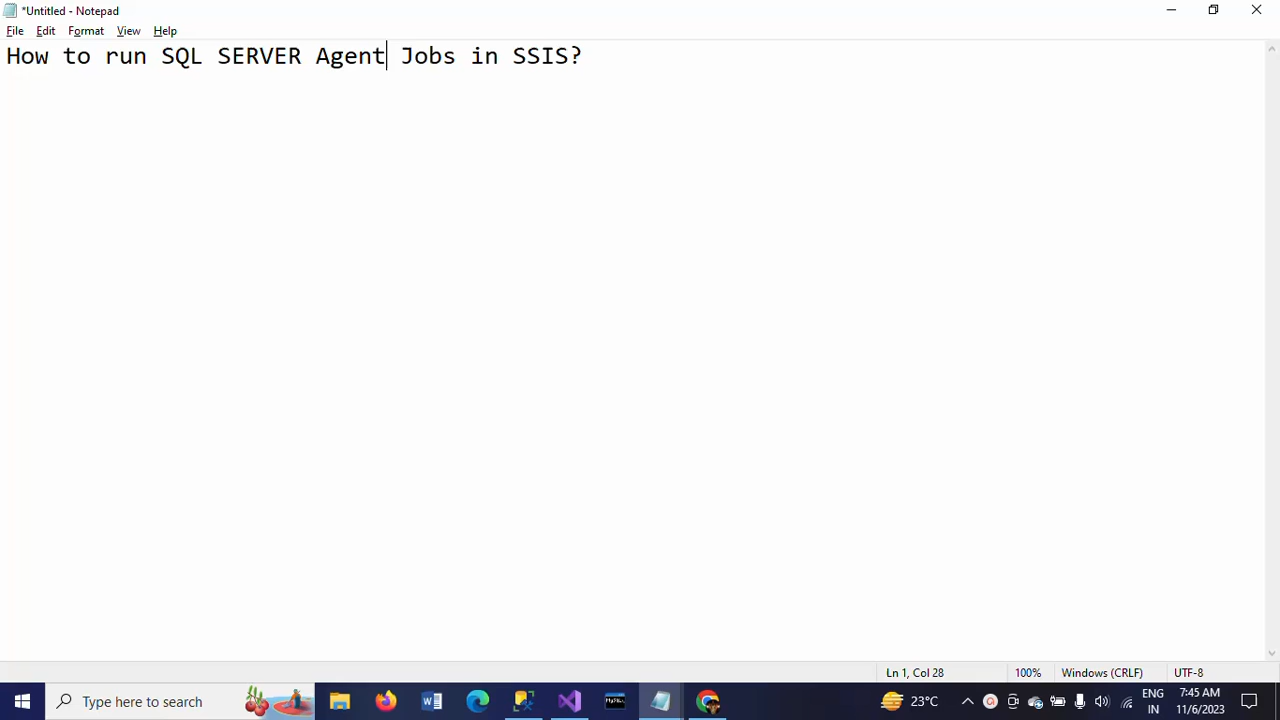 *Untitled - Notepad
File Edit Format View Help
How to run SQL SERVER Agent Jobs in SSIS?
Ln 1, Col 28 100% Windows (CRLF) UTF-8
Type here to search
MySQL
23°C
ENG
IN
7:45 AM
11/6/2023